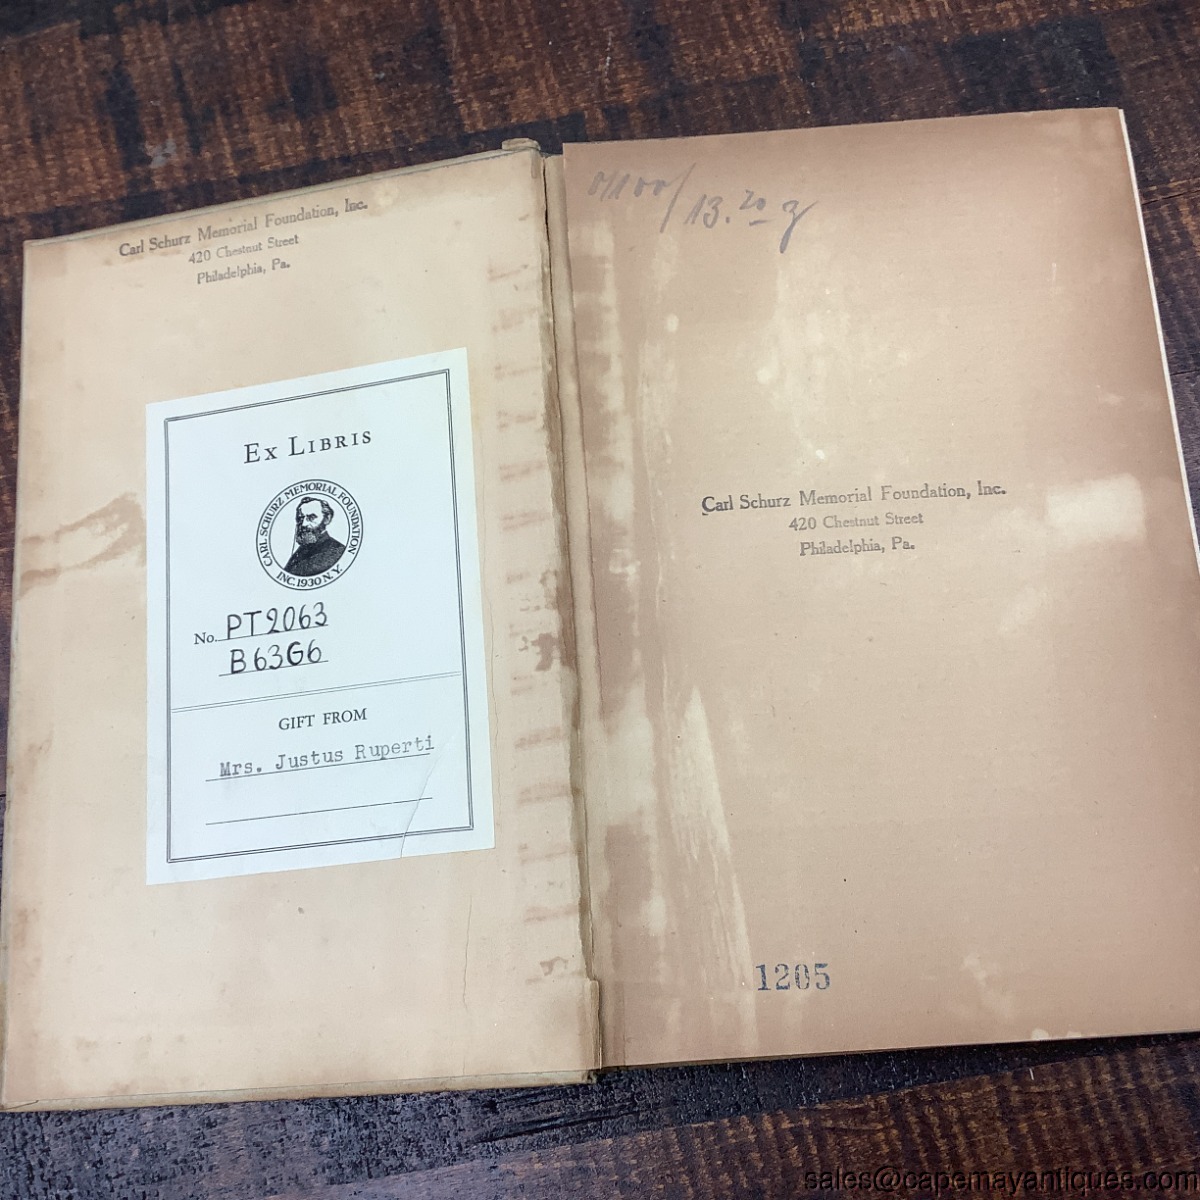 Carl Schurz Memorial Foundation, Inc.
420 Chestnut Street
Philadelphia, Pa.
EX LIBRIS
CARL SCHURZ MEMORIAL FOUNDATION
INC. 1930 N.Y.
No. PT2063
B63G6
GIFT FROM
Mrs. Justus Ruperti
13.20
Carl Schurz Memorial Foundation, Inc.
420 Chestnut Street
Philadelphia, Pa.
1205
sales@capemayantiques.com